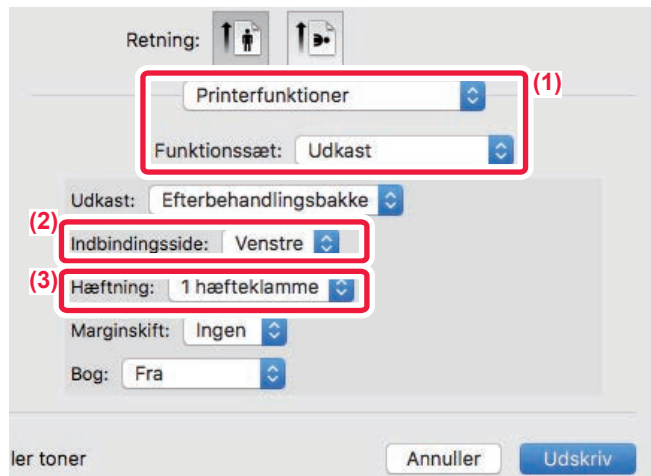 Retning:
(1)
Printerfunktioner
Funktionssæt: Udkast
Udkast: Efterbehandlingsbakke
(2)
Indbindingsside: Venstre
(3) Hæftning: 1 hæfteklamme
Marginskift: Ingen
Bog: Fra
ler toner Annuller Udskriv